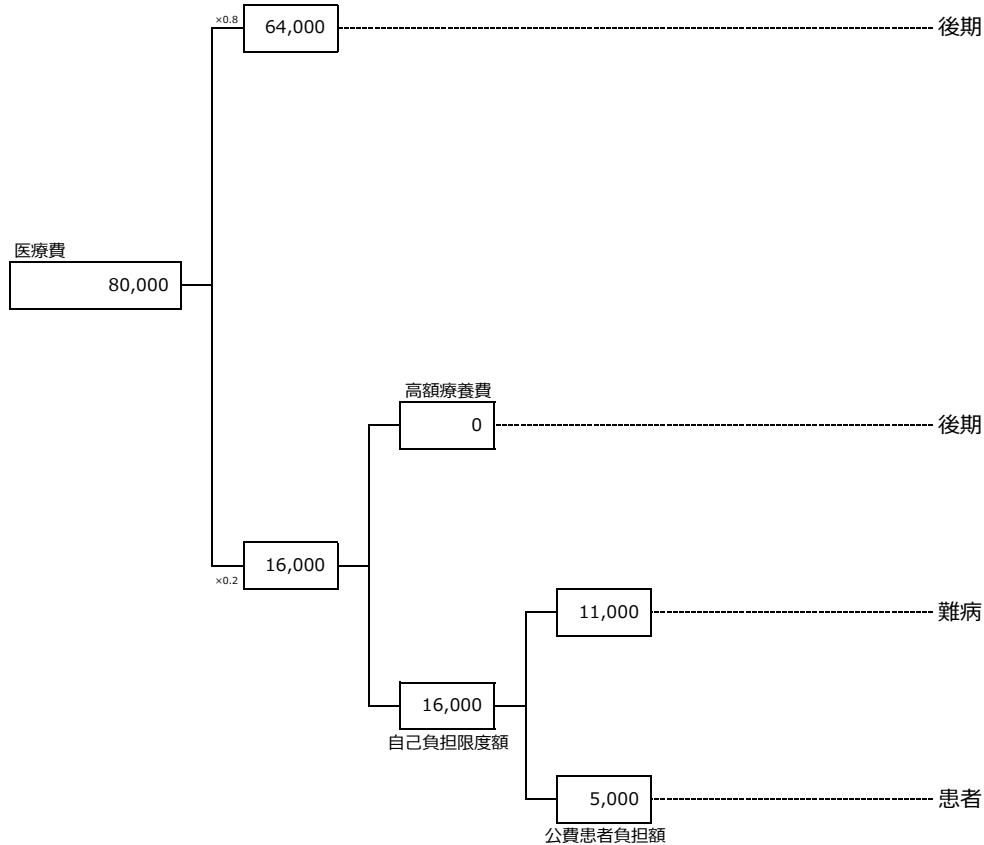 ×0.8
64,000
後期
医療費
80,000
高額療養費
0
後期
16,000
×0.2
11,000
難病
16,000
自己負担限度額
5,000
患者
公費患者負担額